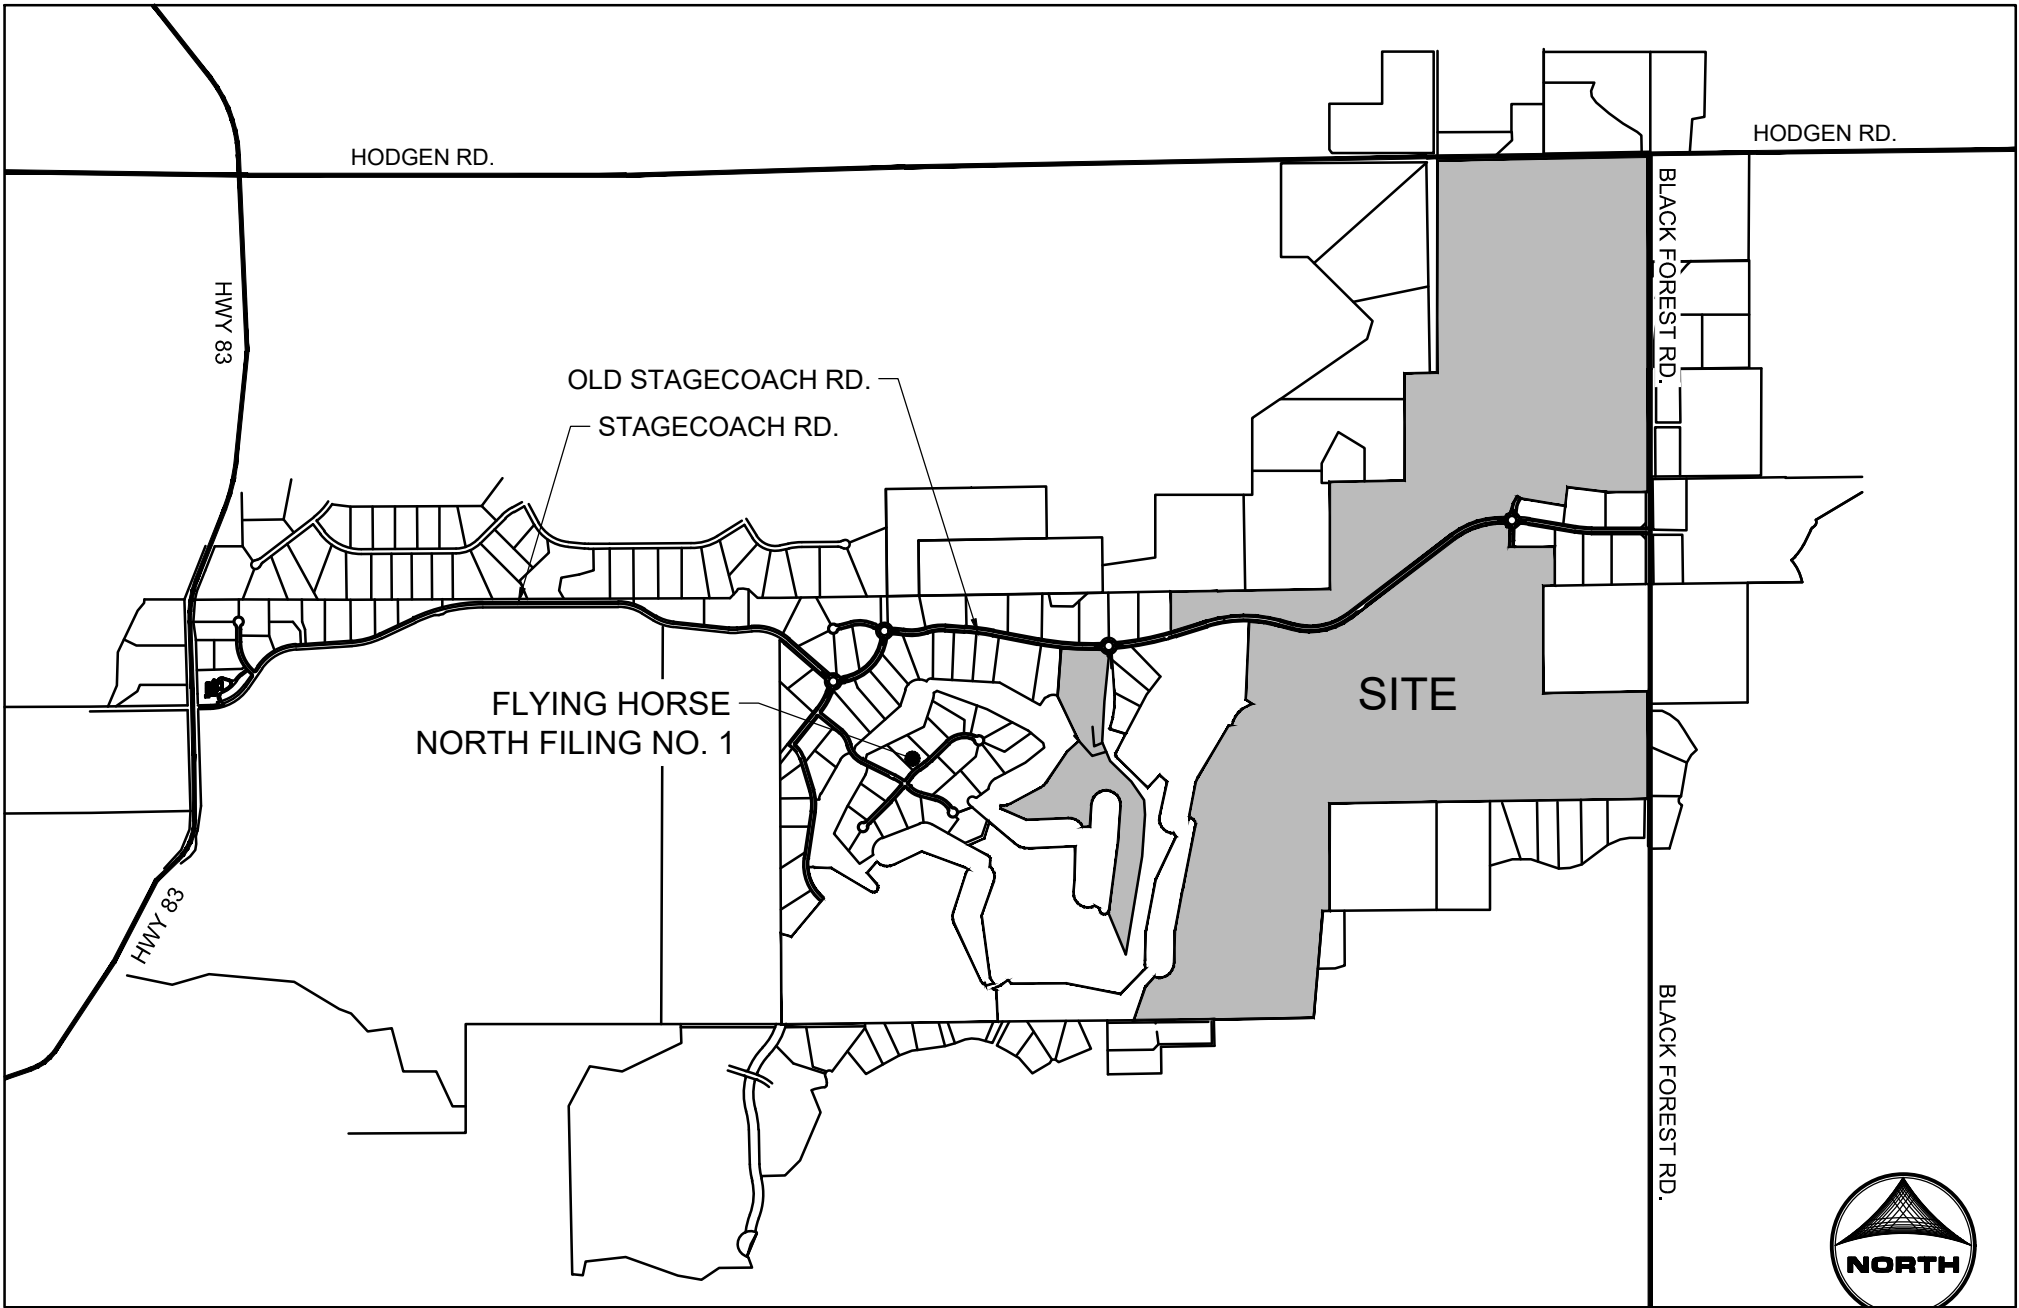 HODGEN RD.
HODGEN RD.
BLACK FOREST RD.
HWY 83
OLD STAGECOACH RD.
STAGECOACH RD.
SITE
FLYING HORSE
NORTH FILING NO. 1
HWY 83
BLACK FOREST RD.
NORTH